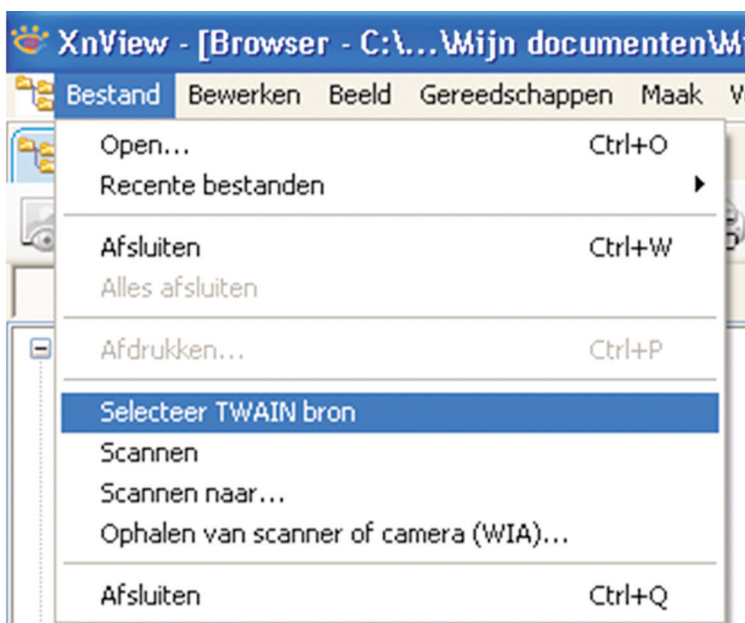 XnView - [Browser - C:\...\Mijn documenten\M
Bestand Bewerken Beeld Gereedschappen Maak
Open... Ctrl+O
Recente bestanden
Afsluiten Ctrl+W
Alles afsluiten
Afdrukken... Ctrl+P
Selecteer TWAIN bron
Scannen
Scannen naar...
Ophalen van scanner of camera (WIA)...
Afsluiten Ctrl+Q